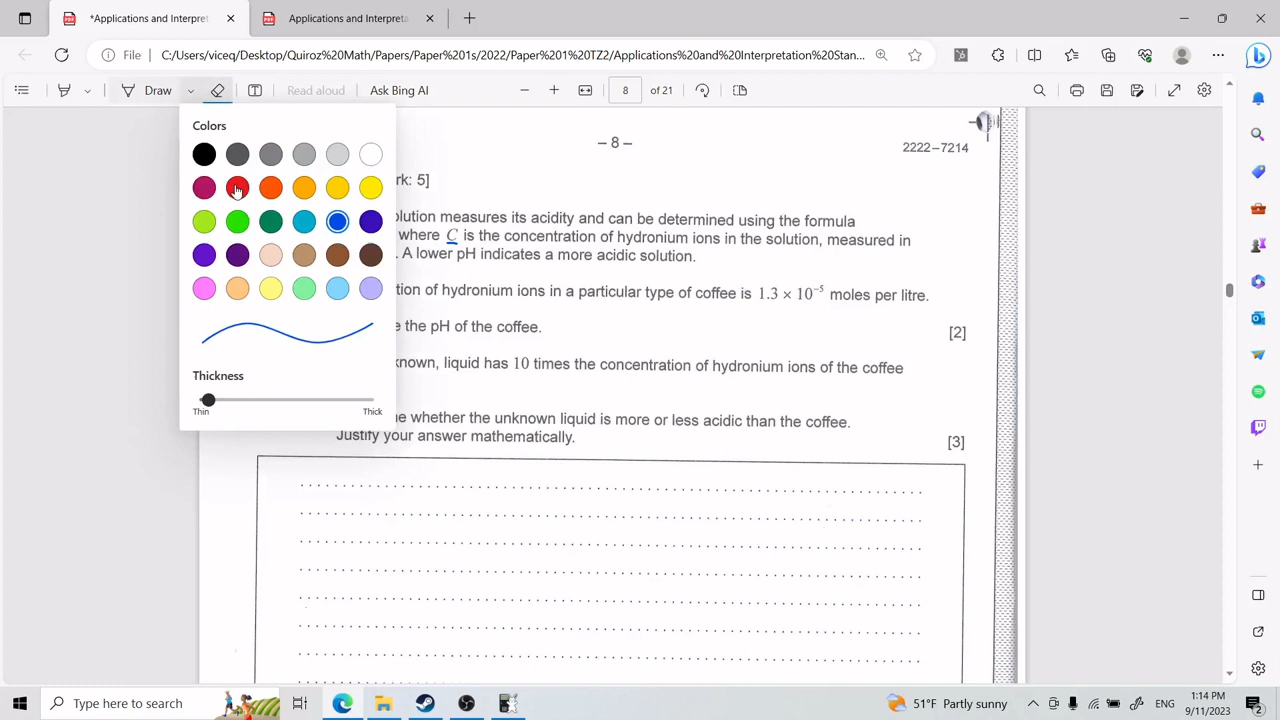 *Applications and Interpret
Applications and Interpreta
File
C:/Users/viceq/Desktop/Quiroz%20Math/Papers/Paper%201s/2022/Paper%201%20TZ2/Applications%20and%20Interpretation%20Stan...
Draw
Read aloud
Ask Bing AI
8
of 21
Colors
Thickness
Thin
Thick
– 8 –
2222–7214
rk: 5]
olution measures its acidity and can be determined using the formula
where C is the concentration of hydronium ions in the solution, measured in
. A lower pH indicates a more acidic solution.
tion of hydronium ions in a particular type of coffee is 1.3 × 10⁻⁵ moles per litre.
e the pH of the coffee.
[2]
known, liquid has 10 times the concentration of hydronium ions of the coffee
e whether the unknown liquid is more or less acidic than the coffee.
Justify your answer mathematically.
[3]
Type here to search
51°F Partly sunny
ENG
1:14 PM
9/11/2023
2